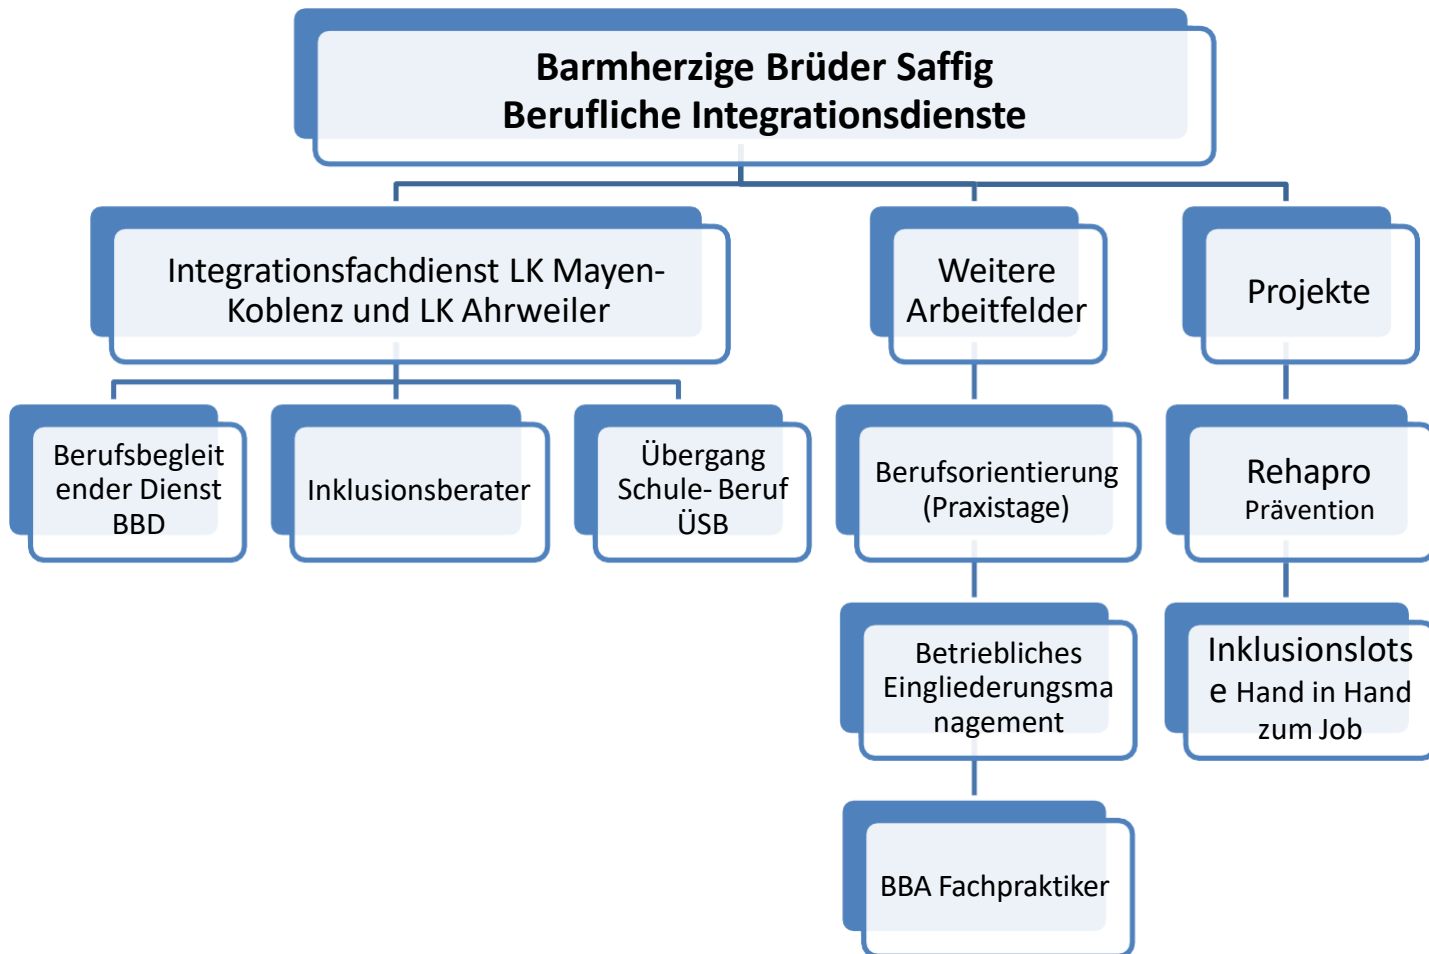 Barmherzige Brüder Saffig
Berufliche Integrationsdienste
Integrationsfachdienst LK Mayen-
Koblenz und LK Ahrweiler
Weitere
Arbeitfelder
Projekte
Berufsbegleit
ender Dienst
BBD
Inklusionsberater
Übergang
Schule- Beruf
ÜSB
Berufsorientierung
(Praxistage)
Rehapro
Prävention
Betriebliches
Eingliederungsma
nagement
Inklusionslots
e Hand in Hand
zum Job
BBA Fachpraktiker